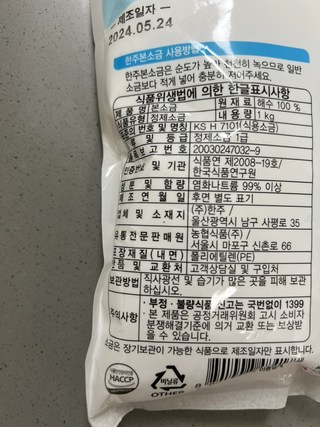 — 제조일자 —
2024.05.24
한주본소금 사용방법
한주본소금은 순도가 높아 천천히 녹으므로 일반
소금보다 적게 넣어 충분히 저어주세요.
식품위생법에 의한 한글표시사항
제 품 명 본소금 원 재 료 해수 100 %
식품유형 정제소금 내 용 량 1 kg
번호 및 명칭 KS H 7101(식용소금)
및 등급 정제소금 1급
보고번호 20030247032-9
인증번호 및 기관 식품연 제2008-19호/
한국식품연구원
성 분 및 함 량 염화나트륨 99% 이상
제 조 연 월 일 후면 별도 표기
업체 및 소재지 (주)한주 /
울산광역시 남구 사평로 35
유통전문판매원 농협식품(주)
서울시 마포구 신촌로 66
포장재질(내면) 폴리에틸렌(PE)
반품 및 교환처 고객상담실 및 구입처
보관방법 직사광선 및 습기가 많은 곳을 피해 보관
하십시오.
주의사항 · 부정·불량식품 신고는 국번없이 1399
· 본 제품은 공정거래위원회 고시 소비자
분쟁해결기준에 의거 교환 또는 보상받
을 수 있습니다.
소금은 장기보관이 가능한 식품으로 제조일자만 표시합니다.
HACCP
비닐류
OTHER